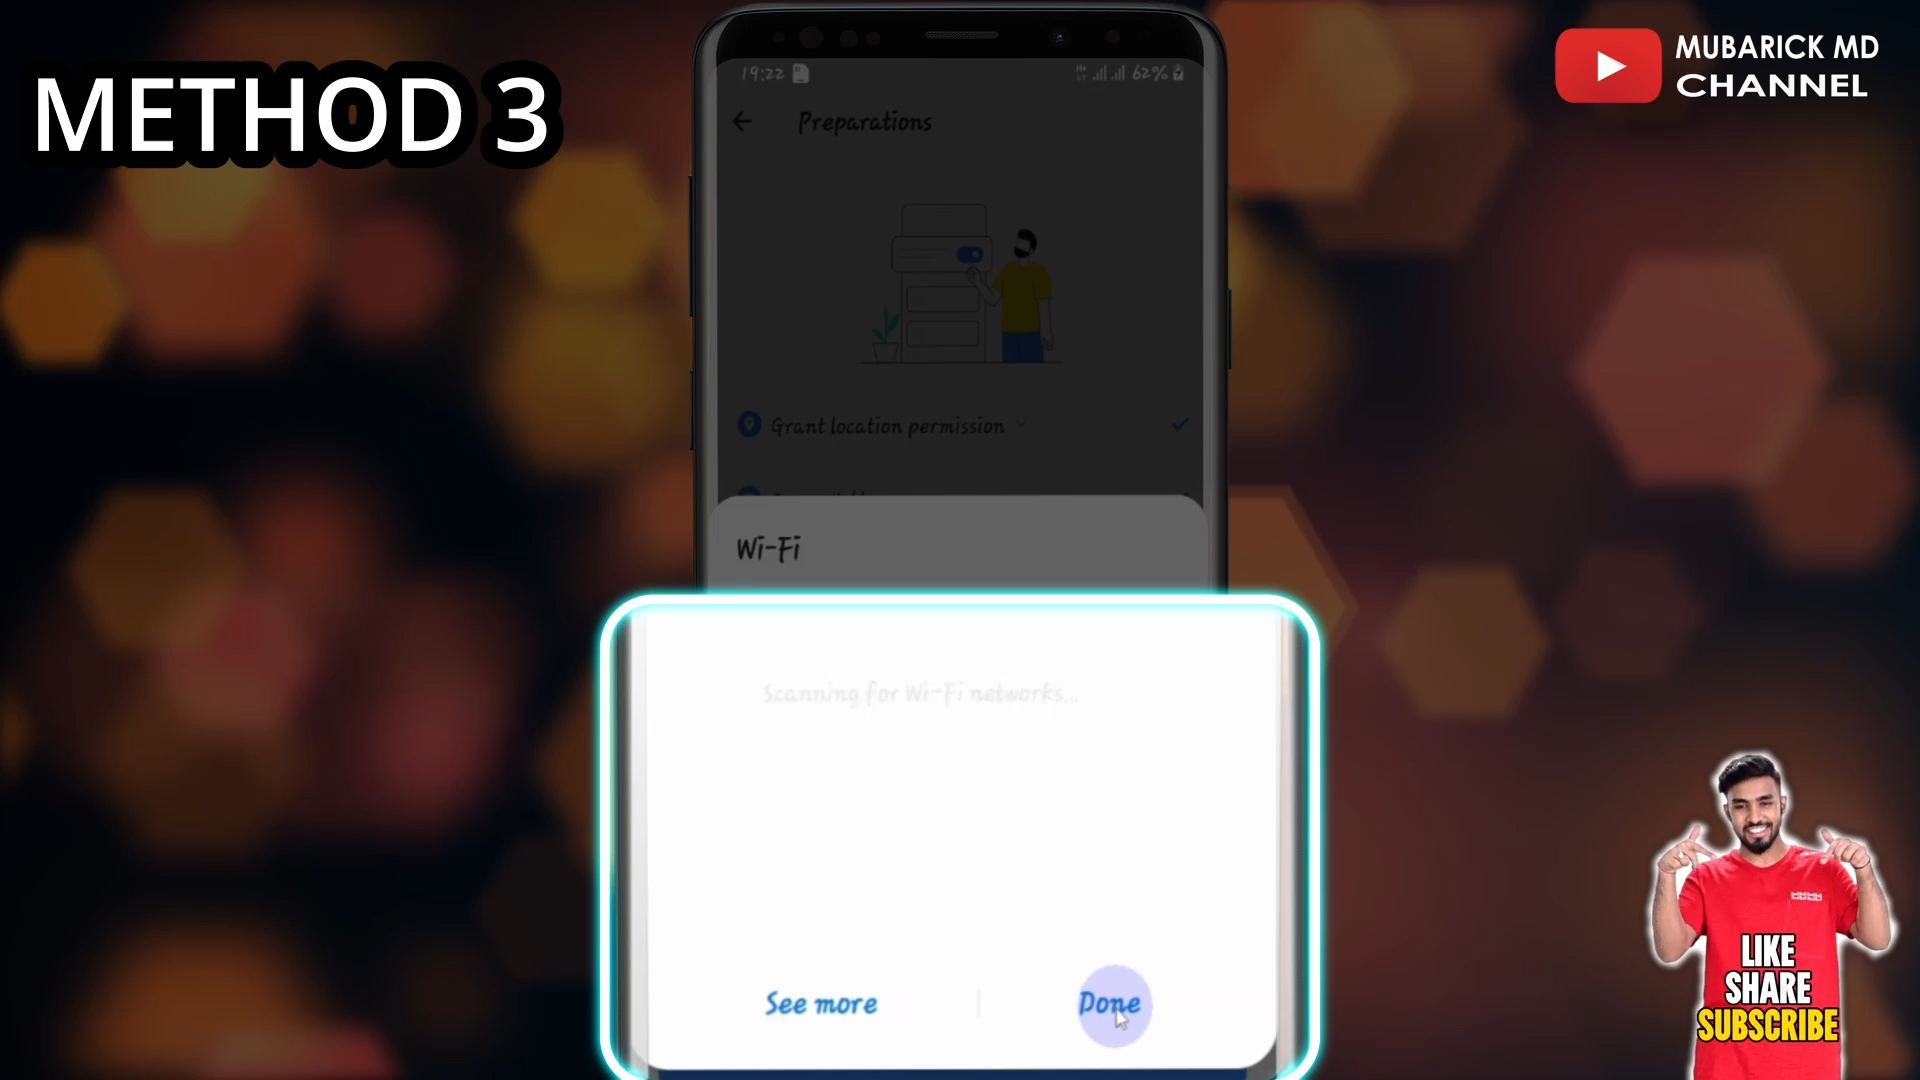 METHOD 3
MUBARICK MD
CHANNEL
19:22
62%
Preparations
Grant location permission
Wi-Fi
Scanning for Wi-Fi networks...
See more
Done
LIKE
SHARE
SUBSCRIBE